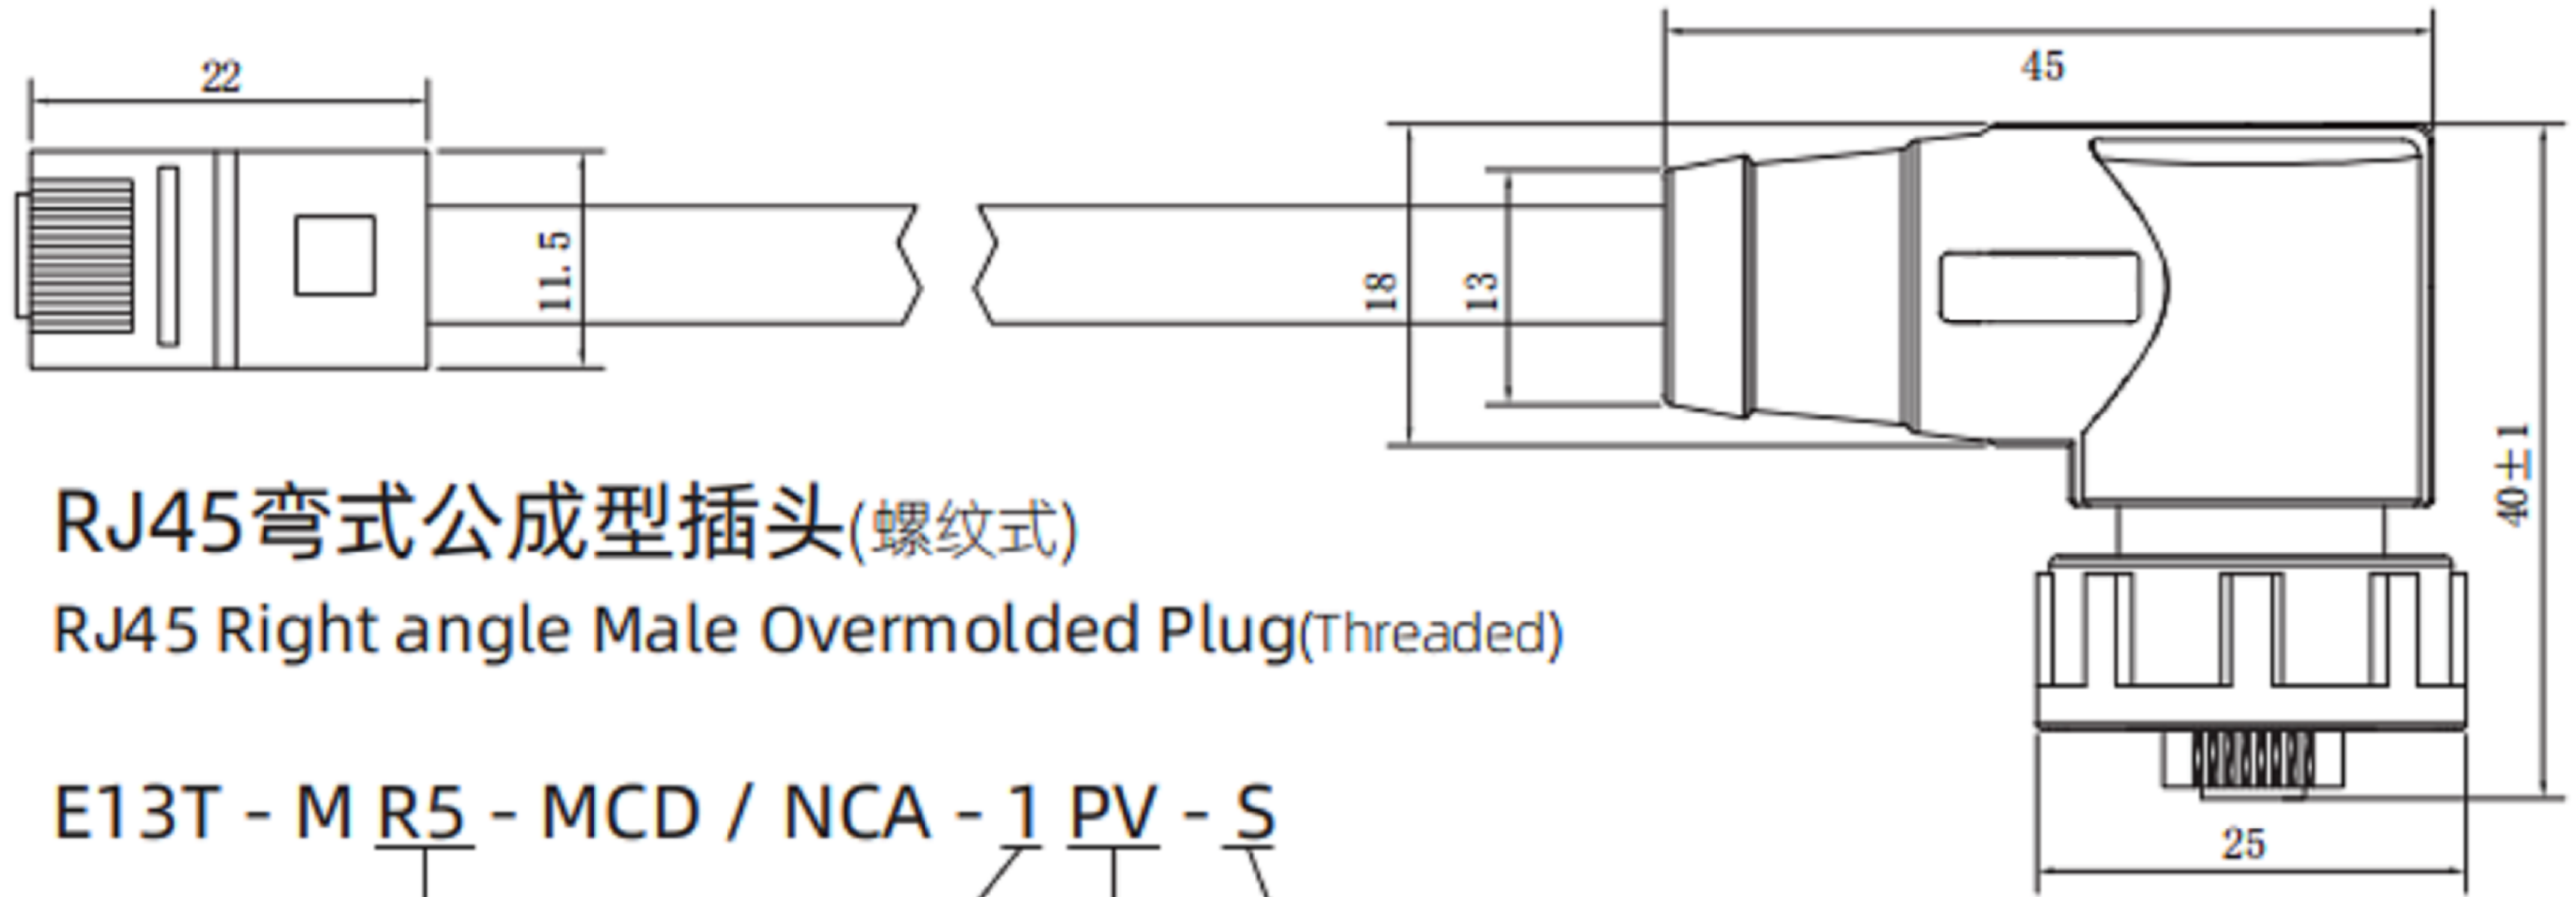 22
45
11.5
18
13
40±1
RJ45弯式公成型插头(螺纹式)
RJ45 Right angle Male Overmolded Plug(Threaded)
E13T - M R5 - MCD / NCA - 1 PV - S
25